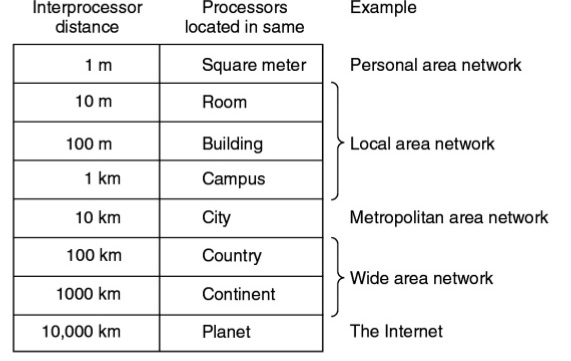 Interprocessor Processors Example
distance located in same
1 m Square meter Personal area network
10 m Room
100 m Building Local area network
1 km Campus
10 km City Metropolitan area network
100 km Country
Wide area network
1000 km Continent
10,000 km Planet The Internet